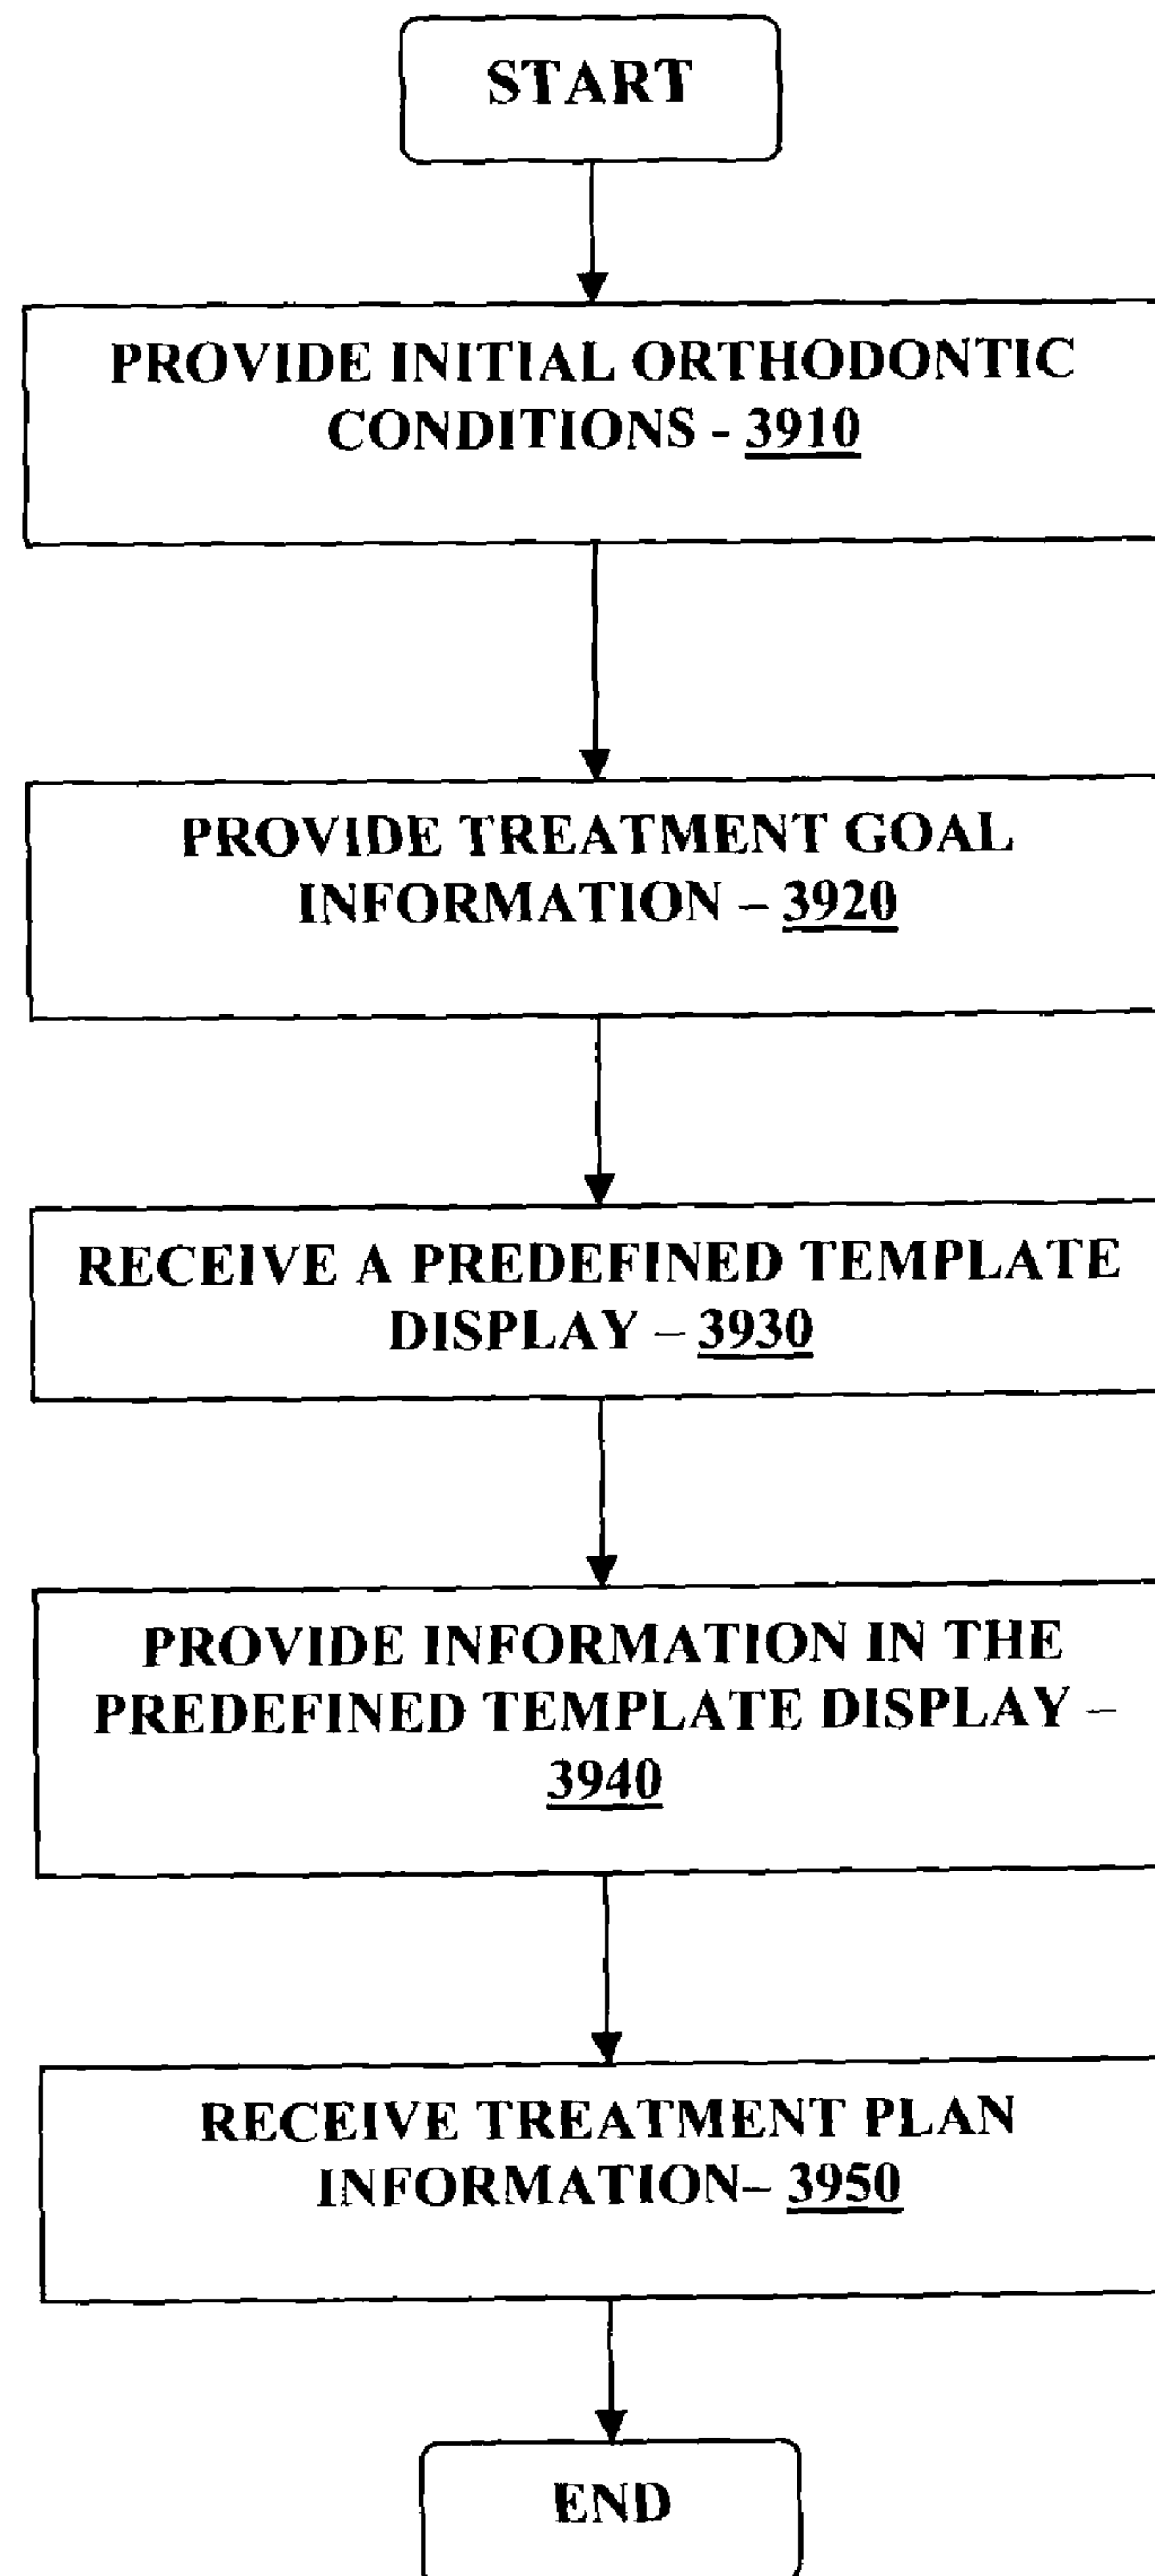 START
PROVIDE INITIAL ORTHODONTIC
CONDITIONS - 3910
PROVIDE TREATMENT GOAL
INFORMATION – 3920
RECEIVE A PREDEFINED TEMPLATE
DISPLAY – 3930
PROVIDE INFORMATION IN THE
PREDEFINED TEMPLATE DISPLAY –
3940
RECEIVE TREATMENT PLAN
INFORMATION– 3950
END